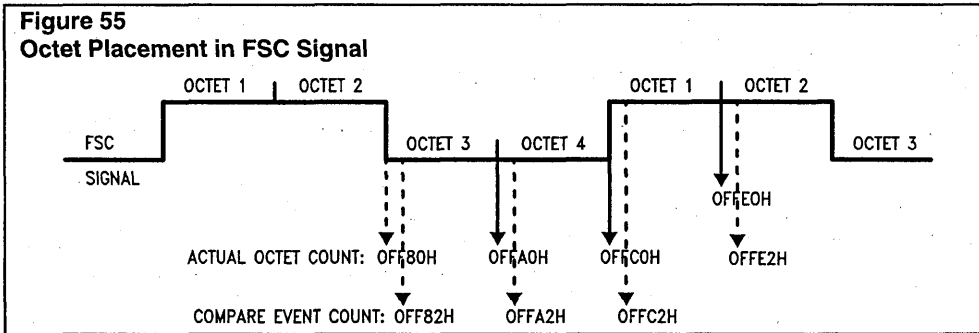 Figure 55
Octet Placement in FSC Signal
OCTET 1 OCTET 2 OCTET 1 OCTET 2
FSC OCTET 3 OCTET 4 OCTET 3
SIGNAL
OFFE0H
ACTUAL OCTET COUNT: OFF80H OFFA0H OFFC0H OFFE2H
COMPARE EVENT COUNT: OFF82H OFFA2H OFFC2H